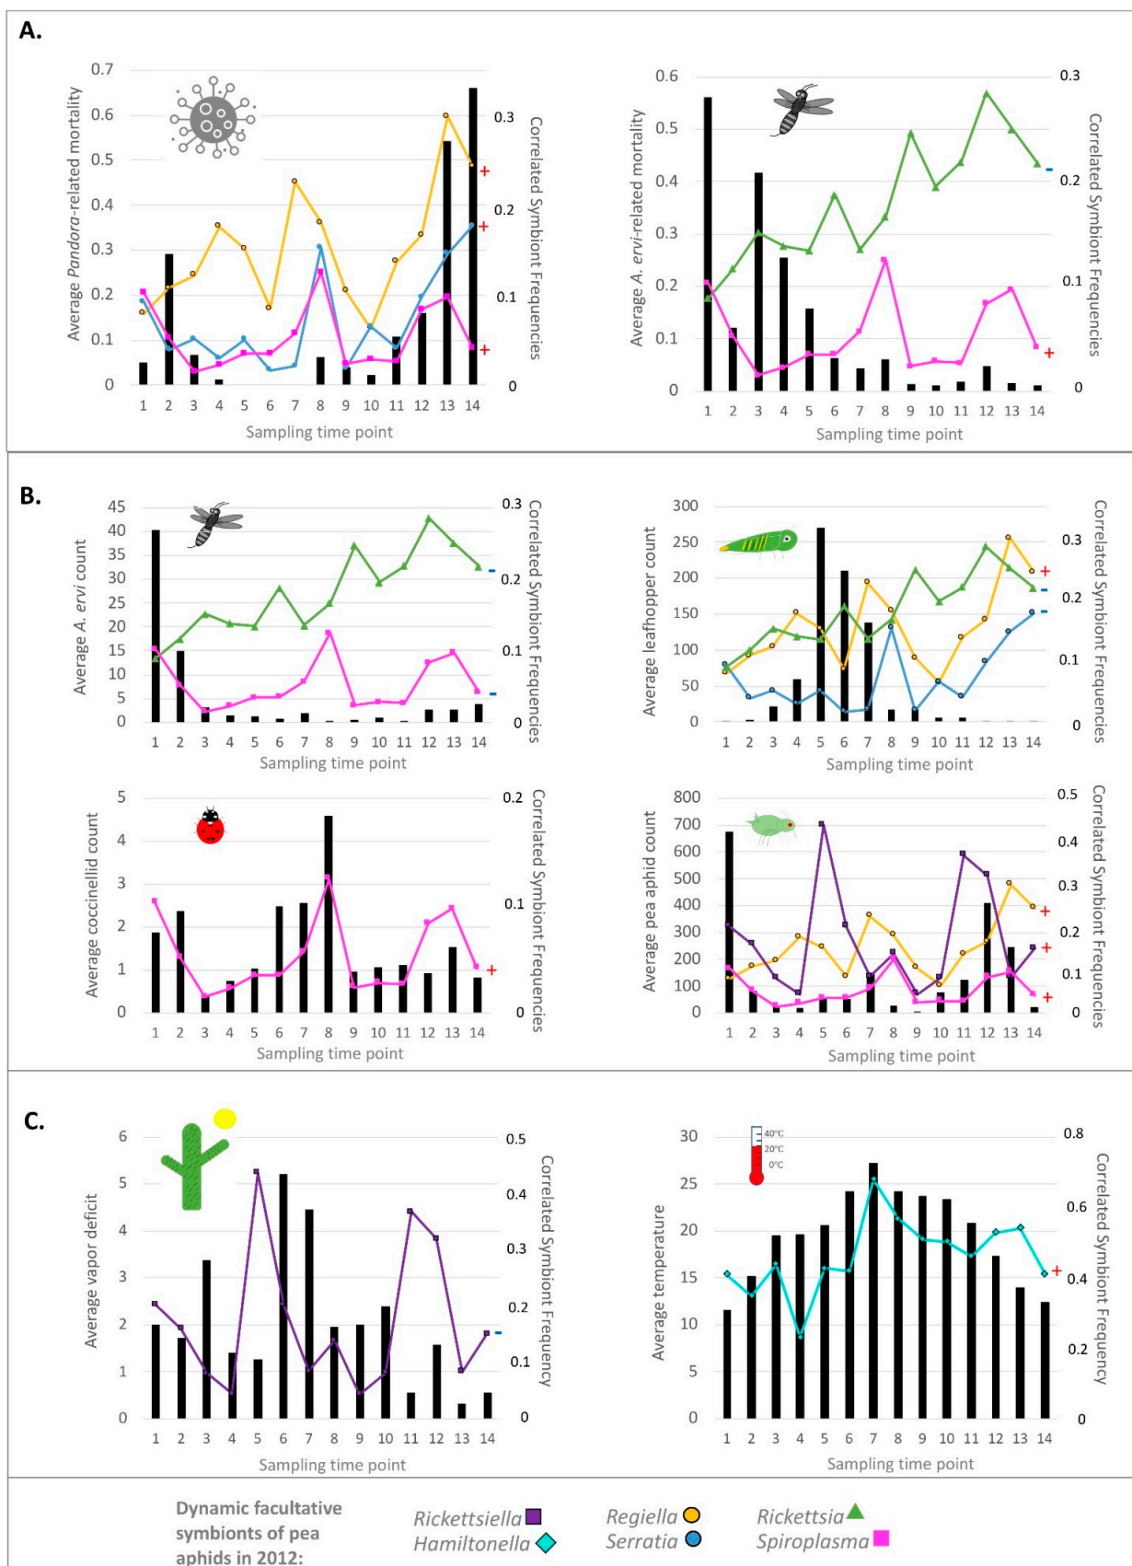 A.
Average Pandora-related mortality
0.7
0.6
0.5
0.4
0.3
0.2
0.1
0
0.3
0.2
0.1
0
Correlated Symbiont Frequencies
+
+
+
1 2 3 4 5 6 7 8 9 10 11 12 13 14
Sampling time point
Average A. ervi-related mortality
0.6
0.5
0.4
0.3
0.2
0.1
0
0.3
0.2
0.1
0
Correlated Symbiont Frequencies
-
+
1 2 3 4 5 6 7 8 9 10 11 12 13 14
Sampling time point
B.
Average A. ervi count
45
40
35
30
25
20
15
10
5
0
0.3
0.2
0.1
0
Correlated Symbiont Frequencies
-
-
1 2 3 4 5 6 7 8 9 10 11 12 13 14
Sampling time point
Average leafhopper count
300
250
200
150
100
50
0
0.3
0.2
0.1
0
Correlated Symbiont Frequencies
+
-
-
1 2 3 4 5 6 7 8 9 10 11 12 13 14
Sampling time point
Average coccinellid count
5
4
3
2
1
0
0.2
0.1
0
Correlated Symbiont Frequencies
+
1 2 3 4 5 6 7 8 9 10 11 12 13 14
Sampling time point
Average pea aphid count
800
700
600
500
400
300
200
100
0
0.5
0.4
0.3
0.2
0.1
0
Correlated Symbiont Frequencies
+
+
+
1 2 3 4 5 6 7 8 9 10 11 12 13 14
Sampling time point
C.
Average vapor deficit
6
5
4
3
2
1
0
0.5
0.4
0.3
0.2
0.1
0
Correlated Symbiont Frequency
-
1 2 3 4 5 6 7 8 9 10 11 12 13 14
Sampling time point
Average temperature
30
25
20
15
10
5
0
40°C
20°C
0°C
0.8
0.6
0.4
0.2
0
Correlated Symbiont Frequency
+
1 2 3 4 5 6 7 8 9 10 11 12 13 14
Sampling time point
Dynamic facultative
symbionts of pea
aphids in 2012:
Rickettsiella
Regiella
Rickettsia
Hamiltonella
Serratia
Spiroplasma